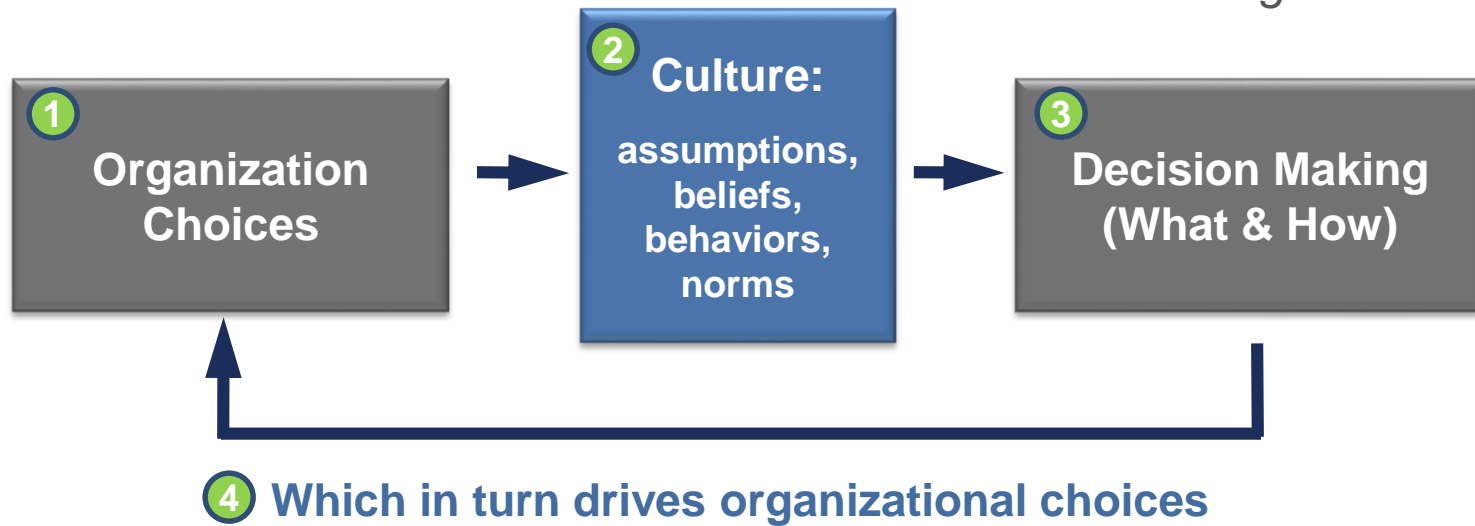 1
Organization
Choices
2
Culture:
assumptions,
beliefs,
behaviors,
norms
3
Decision Making
(What & How)
4 Which in turn drives organizational choices